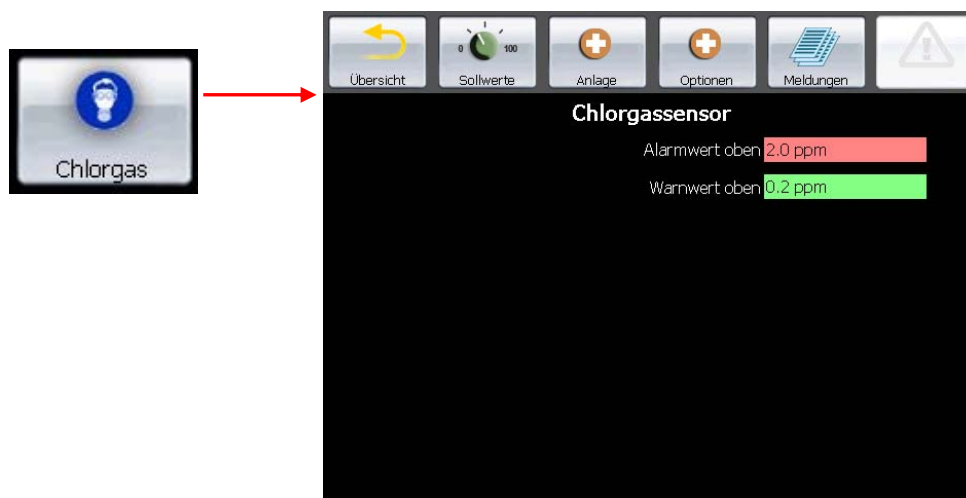 Chlorgas
Übersicht
0 100
Sollwerte
Anlage
Optionen
Meldungen
Chlorgassensor
Alarmwert oben 2.0 ppm
Warnwert oben 0.2 ppm